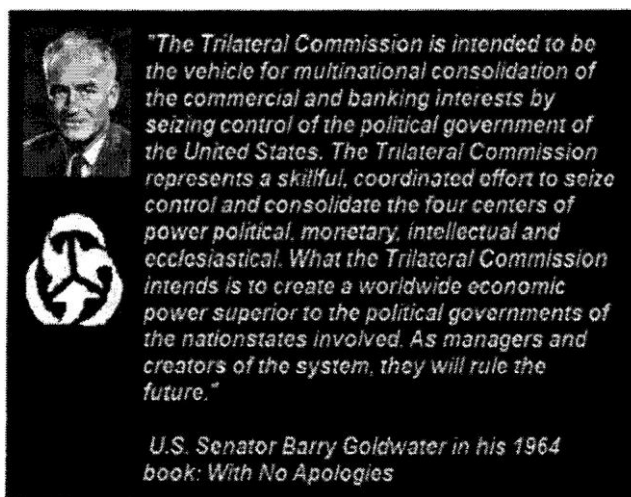 "The Trilateral Commission is intended to be
the vehicle for multinational consolidation of
the commercial and banking interests by
seizing control of the political government of
the United States. The Trilateral Commission
represents a skillful, coordinated effort to seize
control and consolidate the four centers of
power political, monetary, intellectual and
ecclesiastical. What the Trilateral Commission
intends is to create a worldwide economic
power superior to the political governments of
the nationstates involved. As managers and
creators of the system, they will rule the
future."
U.S. Senator Barry Goldwater in his 1964
book: With No Apologies